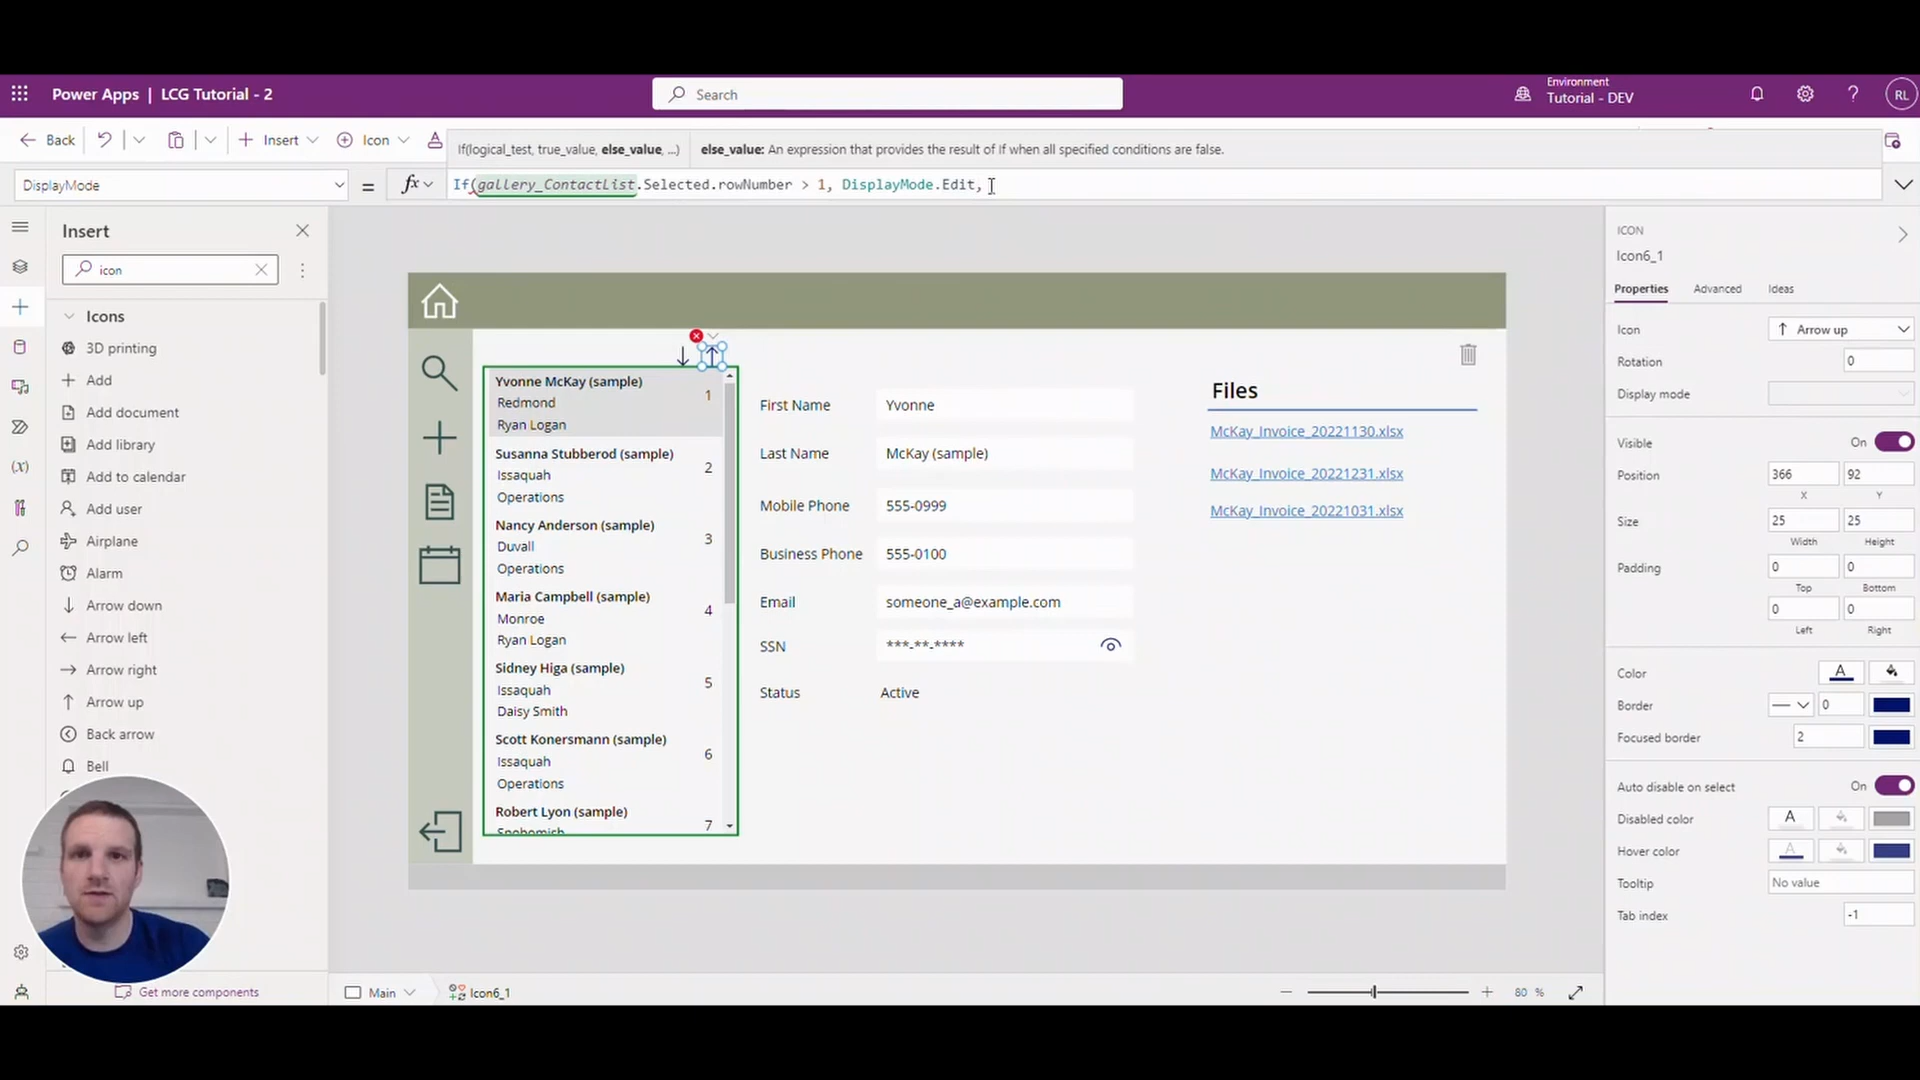 Power Apps | LCG Tutorial - 2
Search
Environment
Tutorial - DEV
RL
Back
Insert
Icon
A
If(logical_test, true_value, else_value, ...)
else_value: An expression that provides the result of if when all specified conditions are false.
DisplayMode
=
fx
If(gallery_ContactList.Selected.rowNumber > 1, DisplayMode.Edit,
Insert
icon
Icons
3D printing
Add
Add document
Add library
Add to calendar
Add user
Airplane
Alarm
Arrow down
Arrow left
Arrow right
Arrow up
Back arrow
Bell
Get more components
Yvonne McKay (sample)
Redmond
1
Ryan Logan
Susanna Stubberod (sample)
Issaquah
2
Operations
Nancy Anderson (sample)
Duvall
3
Operations
Maria Campbell (sample)
Monroe
4
Ryan Logan
Sidney Higa (sample)
Issaquah
5
Daisy Smith
Scott Konersmann (sample)
Issaquah
6
Operations
Robert Lyon (sample)
Snohomish
7
First Name
Yvonne
Last Name
McKay (sample)
Mobile Phone
555-0999
Business Phone
555-0100
Email
someone_a@example.com
SSN
***-**-****
Status
Active
Files
McKay_Invoice_20221130.xlsx
McKay_Invoice_20221231.xlsx
McKay_Invoice_20221031.xlsx
Main
Icon6_1
80 %
ICON
Icon6_1
Properties
Advanced
Ideas
Icon
Arrow up
Rotation
0
Display mode
Visible
On
Position
366
92
X
Y
Size
25
25
Width
Height
Padding
0
0
Top
Bottom
0
0
Left
Right
Color
A
Border
0
Focused border
2
Auto disable on select
On
Disabled color
A
Hover color
A
Tooltip
No value
Tab index
-1